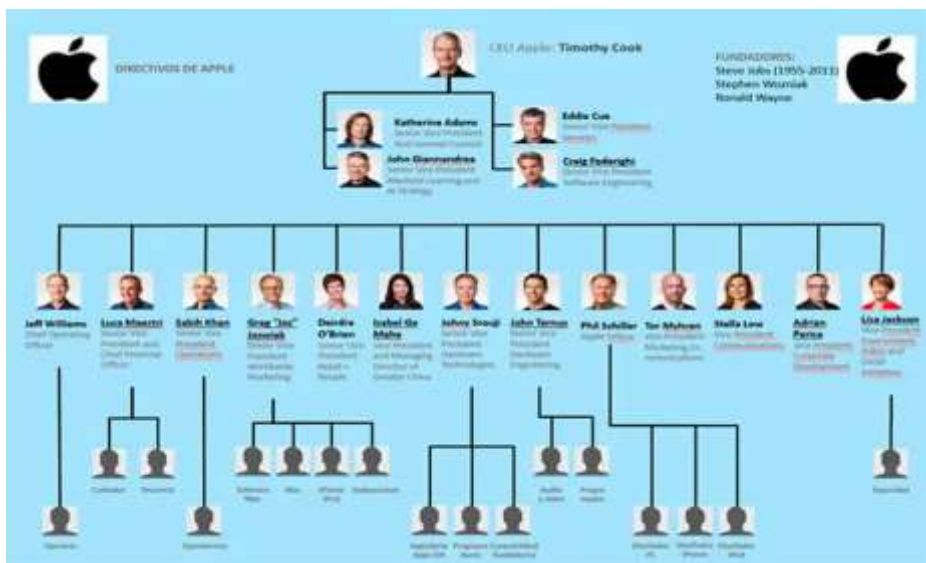 DIRECTIVOS DE APPLE
CEO Apple: Timothy Cook
FUNDADORES:
Steve Jobs (1955-2011)
Stephen Wozniak
Ronald Wayne
Katherine Adams
Senior Vice President
and General Counsel
Eddie Cue
Senior Vice President
Services
John Giannandrea
Senior Vice President
Machine Learning and
AI Strategy
Craig Federighi
Senior Vice President
Software Engineering
Jeff Williams
Chief Operating
Officer
Luca Maestri
Senior Vice
President and
Chief Financial
Officer
Sabih Khan
Senior Vice
President
Operations
Greg "Joz"
Joswiak
Senior Vice
President
Worldwide
Marketing
Deirdre
O'Brien
Senior Vice
President
Retail +
People
Isabel Ge
Mahe
Vice President
and Managing
Director of
Greater China
Johny Srouji
Senior Vice
President
Hardware
Technologies
John Ternus
Senior Vice
President
Hardware
Engineering
Phil Schiller
Apple Fellow
Tor Myhren
Vice President
Marketing Co
mmunications
Stella Low
Vice President
Communications
Adrian
Perica
Vice President
Corporate
Development
Lisa Jackson
Vice President
Environment,
Policy and
Social
Initiatives
Contador
Mac
iPhone
iPad